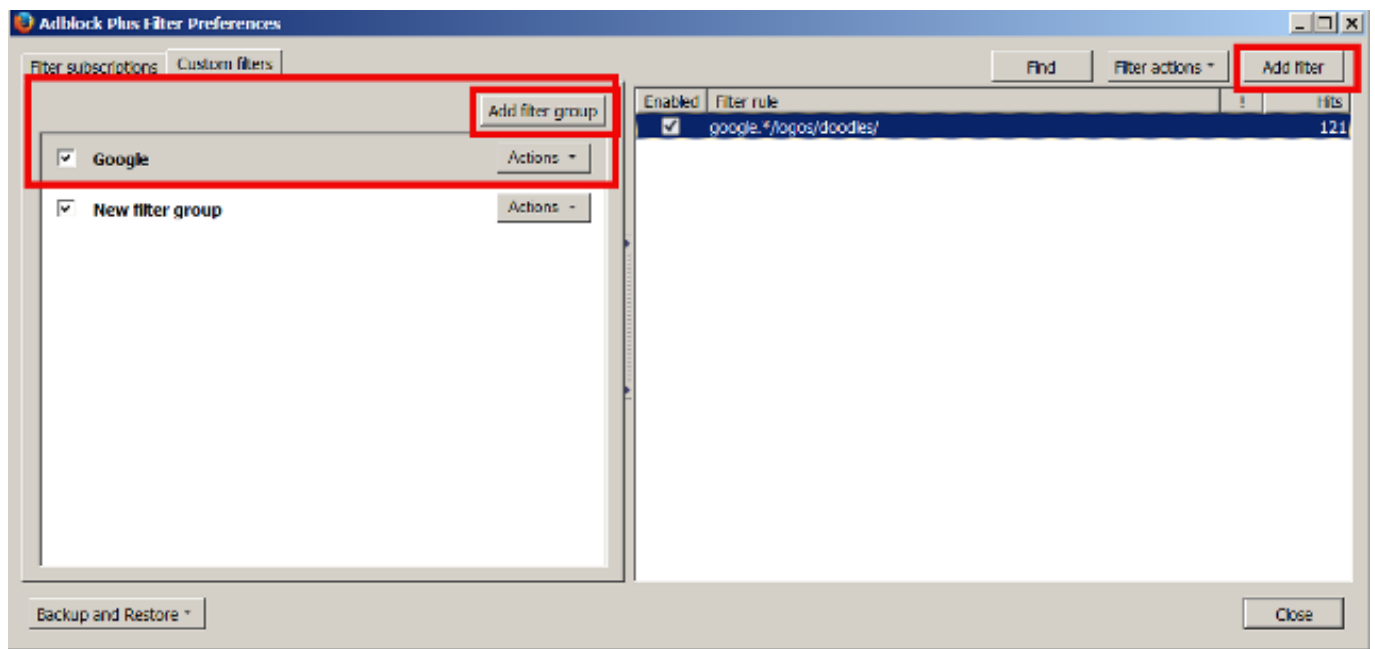 Adblock Plus Filter Preferences
Filter subscriptions Custom filters Find Filter actions Add filter
Add filter group Enabled Filter rule ! Hits
google.*/logos/doodles/ 121
Google Actions
New filter group Actions
Backup and Restore Close